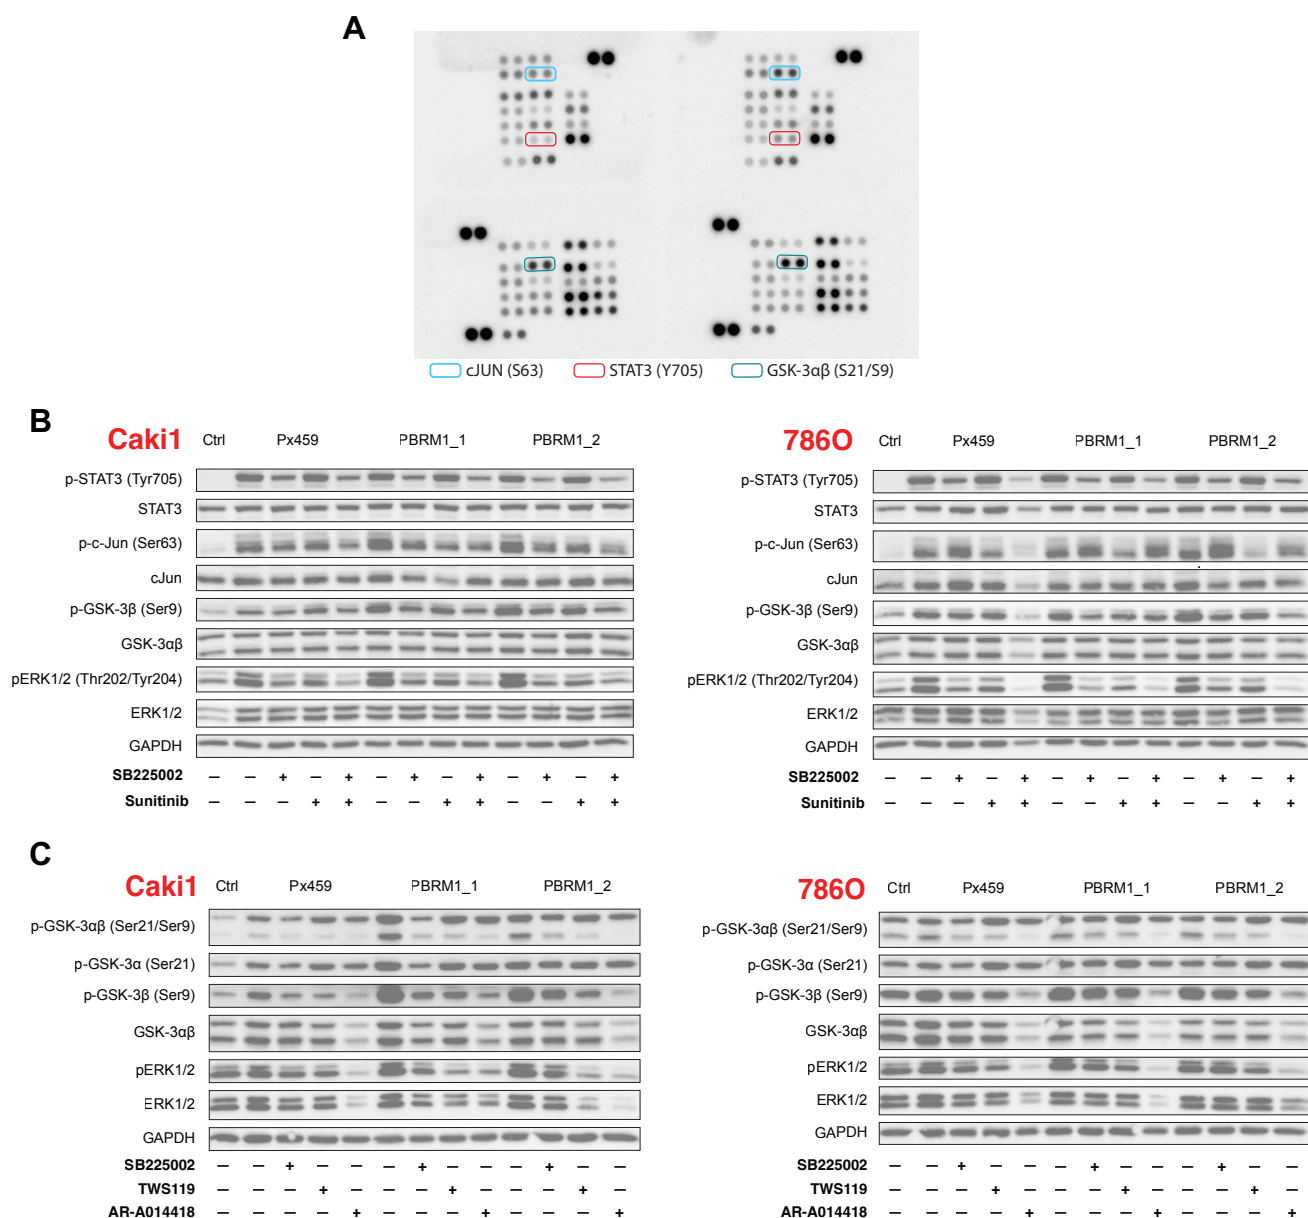 A
cJUN (S63) STAT3 (Y705) GSK-3αβ (S21/S9)
B
Caki1 Ctrl Px459 PBRM1_1 PBRM1_2
p-STAT3 (Tyr705)
STAT3
p-c-Jun (Ser63)
cJun
p-GSK-3β (Ser9)
GSK-3αβ
pERK1/2 (Thr202/Tyr204)
ERK1/2
GAPDH
SB225002 – – + – + – + – + – + – +
Sunitinib – – – + + – – + + – – + +
786O Ctrl Px459 PBRM1_1 PBRM1_2
p-STAT3 (Tyr705)
STAT3
p-c-Jun (Ser63)
cJun
p-GSK-3β (Ser9)
GSK-3αβ
pERK1/2 (Thr202/Tyr204)
ERK1/2
GAPDH
SB225002 – – + – + – + – + – + – +
Sunitinib – – – + + – – + + – – + +
C
Caki1 Ctrl Px459 PBRM1_1 PBRM1_2
p-GSK-3αβ (Ser21/Ser9)
p-GSK-3α (Ser21)
p-GSK-3β (Ser9)
GSK-3αβ
pERK1/2
ERK1/2
GAPDH
SB225002 – – + – – – + – – – + – –
TWS119 – – – + – – – + – – – + –
AR-A014418 – – – – + – – – + – – – +
786O Ctrl Px459 PBRM1_1 PBRM1_2
p-GSK-3αβ (Ser21/Ser9)
p-GSK-3α (Ser21)
p-GSK-3β (Ser9)
GSK-3αβ
pERK1/2
ERK1/2
GAPDH
SB225002 – – + – – – + – – – + – –
TWS119 – – – + – – – + – – – + –
AR-A014418 – – – – + – – – + – – – +